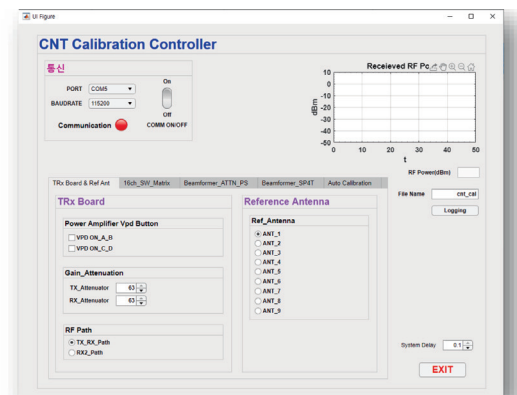 UI Figure
CNT Calibration Controller
통신
PORT COM5
BAUDRATE 115200
On
Off
Communication
COMM ON/OFF
Receieved RF Po
10
0
-10
-20
-30
-40
-50
dBm
0 10 20 30 40 50
t
RF Power(dBm)
File Name cnt_cal
Logging
TRx Board & Ref Ant 16ch_SW_Matrix Beamformer_ATTN_PS Beamformer_SP4T Auto Calibration
TRx Board
Power Amplifier Vpd Button
VPD ON_A_B
VPD ON_C_D
Gain_Attenuation
TX_Attenuator 63
RX_Attenuator 63
RF Path
TX_RX_Path
RX2_Path
Reference Antenna
Ref_Antenna
ANT_1
ANT_2
ANT_3
ANT_4
ANT_5
ANT_6
ANT_7
ANT_8
ANT_9
System Delay 0.1
EXIT